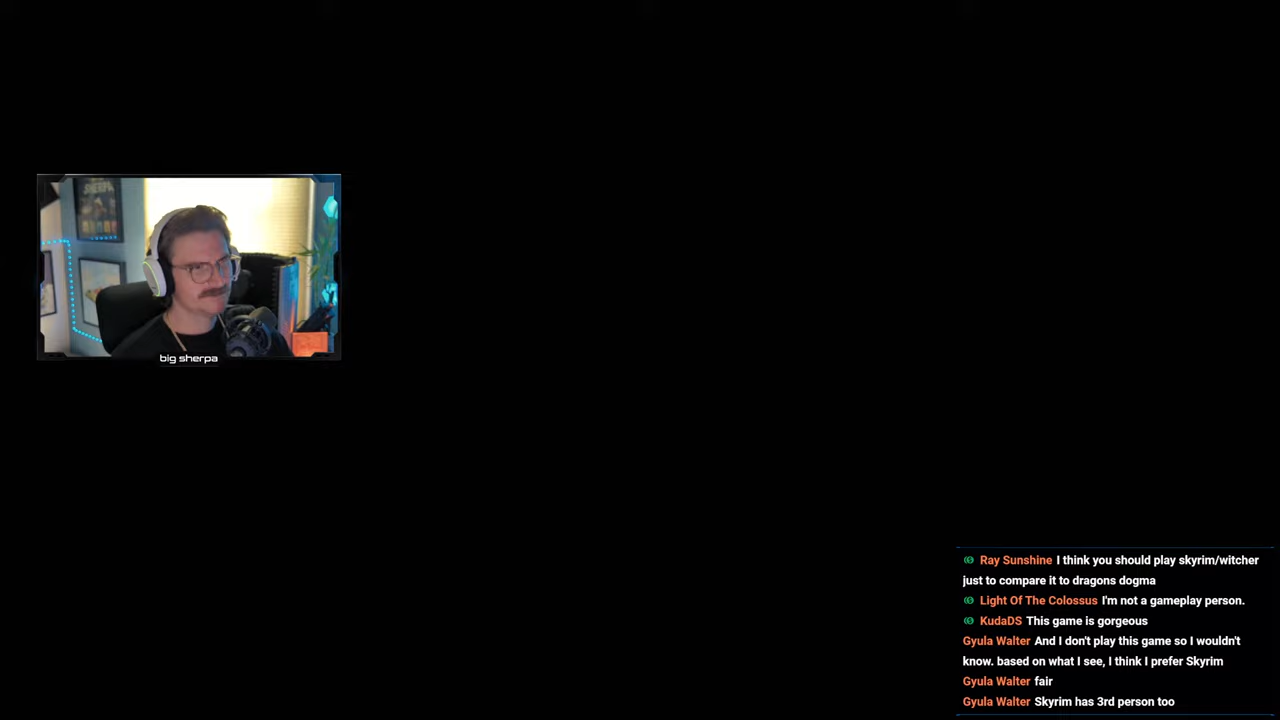 SHERPA
big sherpa
Ray Sunshine I think you should play skyrim/witcher
just to compare it to dragons dogma
Light Of The Colossus I'm not a gameplay person.
KudaDS This game is gorgeous
Gyula Walter And I don't play this game so I wouldn't
know. based on what I see, I think I prefer Skyrim
Gyula Walter fair
Gyula Walter Skyrim has 3rd person too